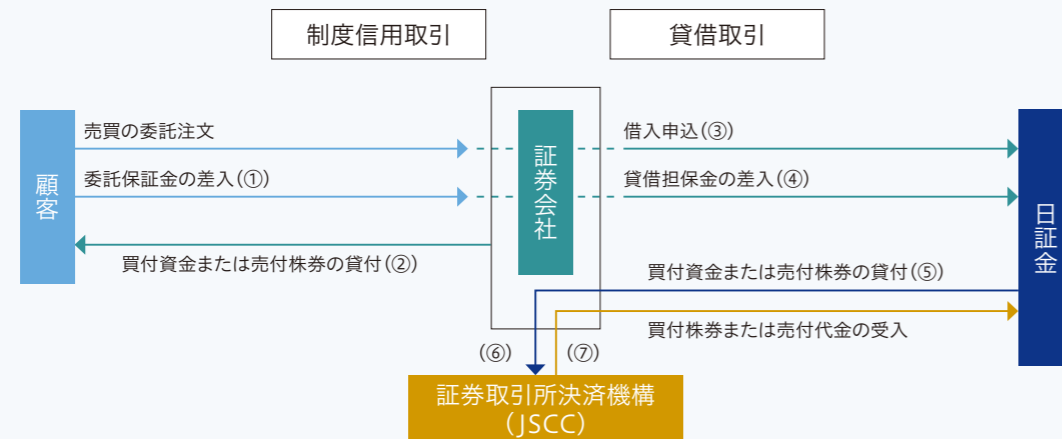 制度信用取引
貸借取引
顧客
売買の委託注文
委託保証金の差入(①)
買付資金または売付株券の貸付(②)
証券会社
借入申込(③)
貸借担保金の差入(④)
買付資金または売付株券の貸付(⑤)
買付株券または売付代金の受入
日証金
(⑥)
(⑦)
証券取引所決済機構
(JSCC)